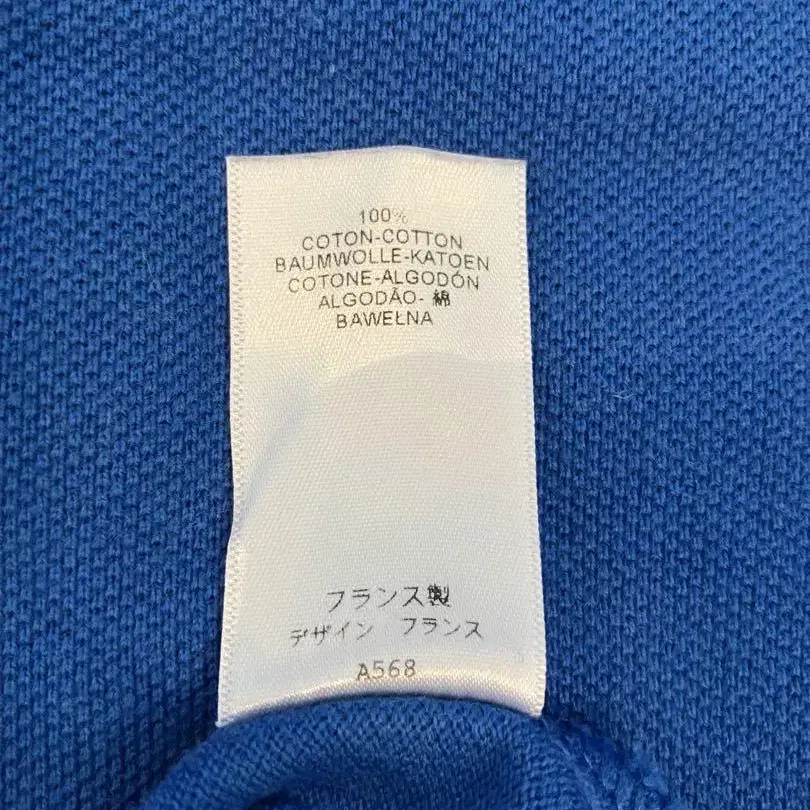 100%
COTON-COTTON
BAUMWOLLE-KATOEN
COTONE-ALGODÓN
ALGODÃO- 綿
BAWEŁNA
フランス製
デザイン フランス
A568